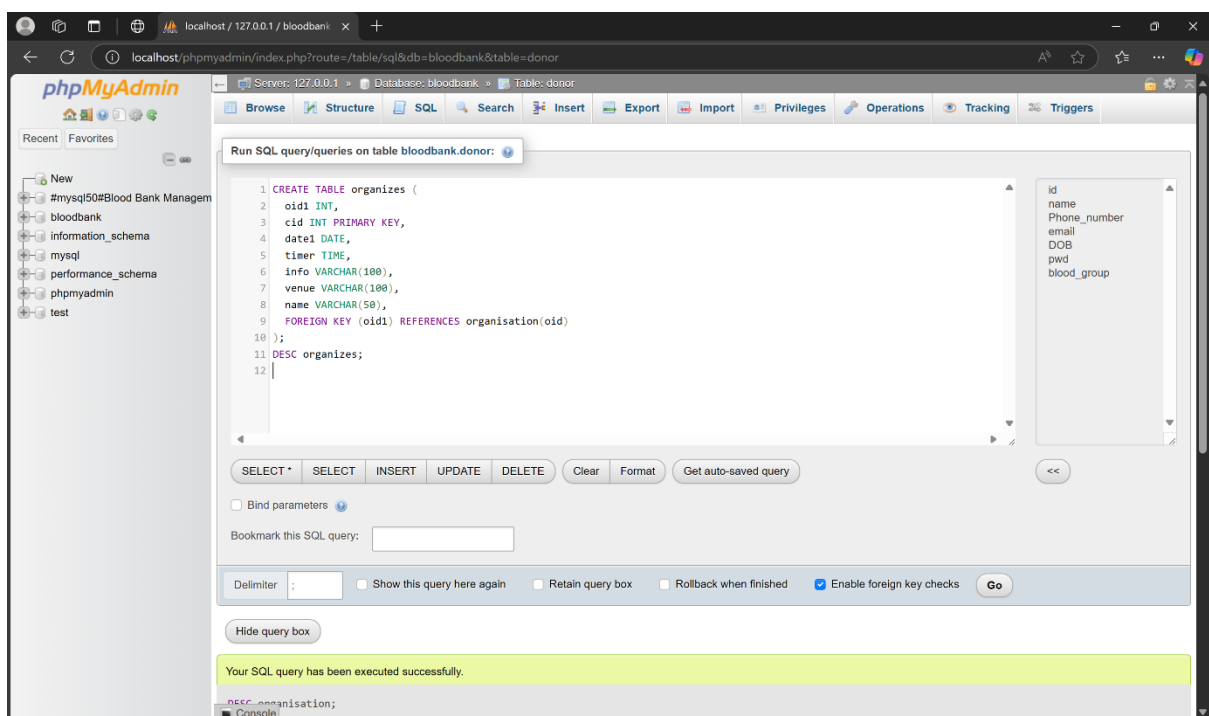 localhost / 127.0.0.1 / bloodbank
localhost/phpmyadmin/index.php?route=/table/sql&db=bloodbank&table=donor
phpMyAdmin
Recent Favorites
New
#mysql50#Blood Bank Managem
bloodbank
information_schema
mysql
performance_schema
phpmyadmin
test
Server: 127.0.0.1 » Database: bloodbank » Table: donor
Browse Structure SQL Search Insert Export Import Privileges Operations Tracking Triggers
Run SQL query/queries on table bloodbank.donor:
1 CREATE TABLE organizes (
2 oid1 INT,
3 cid INT PRIMARY KEY,
4 date1 DATE,
5 timer TIME,
6 info VARCHAR(100),
7 venue VARCHAR(100),
8 name VARCHAR(50),
9 FOREIGN KEY (oid1) REFERENCES organisation(oid)
10 );
11 DESC organizes;
12
id
name
Phone_number
email
DOB
pwd
blood_group
SELECT * SELECT INSERT UPDATE DELETE Clear Format Get auto-saved query <<
Bind parameters
Bookmark this SQL query:
Delimiter ; Show this query here again Retain query box Rollback when finished Enable foreign key checks Go
Hide query box
Your SQL query has been executed successfully.
DESC organisation;
Console